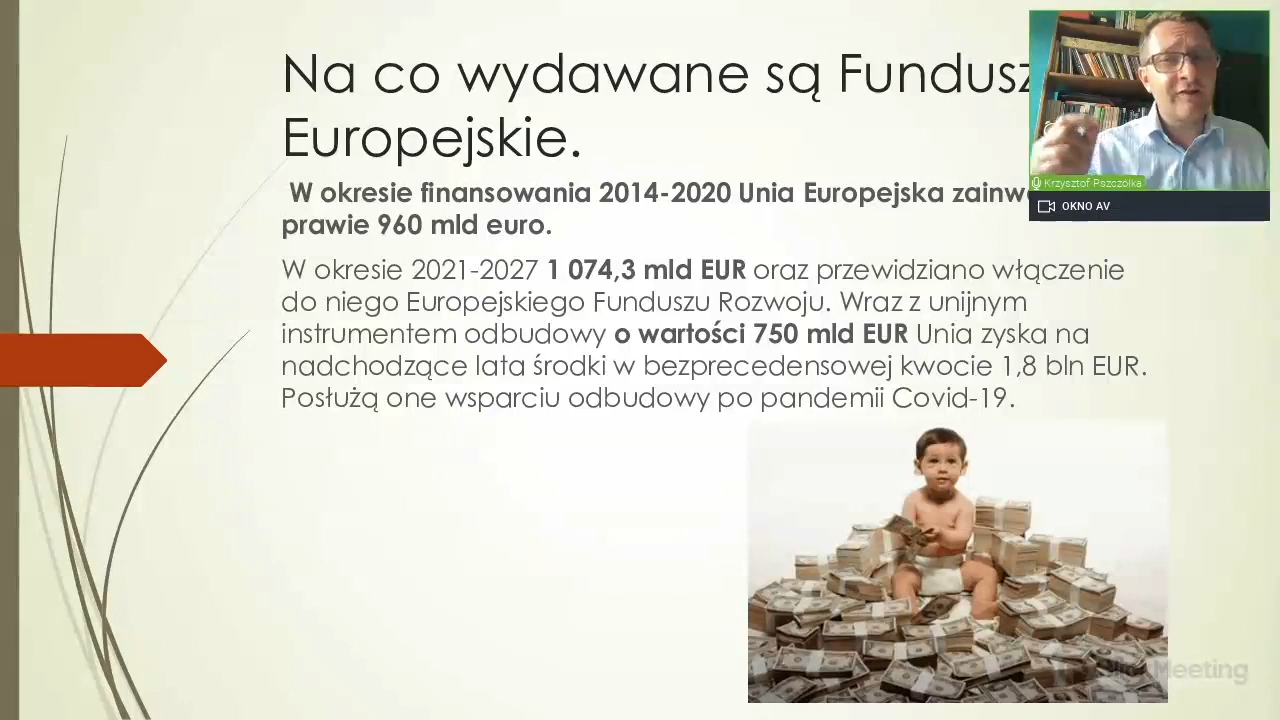 Na co wydawane są Fundusz
Europejskie.
W okresie finansowania 2014-2020 Unia Europejska zainw
prawie 960 mld euro.
W okresie 2021-2027 1 074,3 mld EUR oraz przewidziano włączenie
do niego Europejskiego Funduszu Rozwoju. Wraz z unijnym
instrumentem odbudowy o wartości 750 mld EUR Unia zyska na
nadchodzące lata środki w bezprecedensowej kwocie 1,8 bln EUR.
Posłużą one wsparciu odbudowy po pandemii Covid-19.
Krzysztof Pszczółka
OKNO AV
Meeting